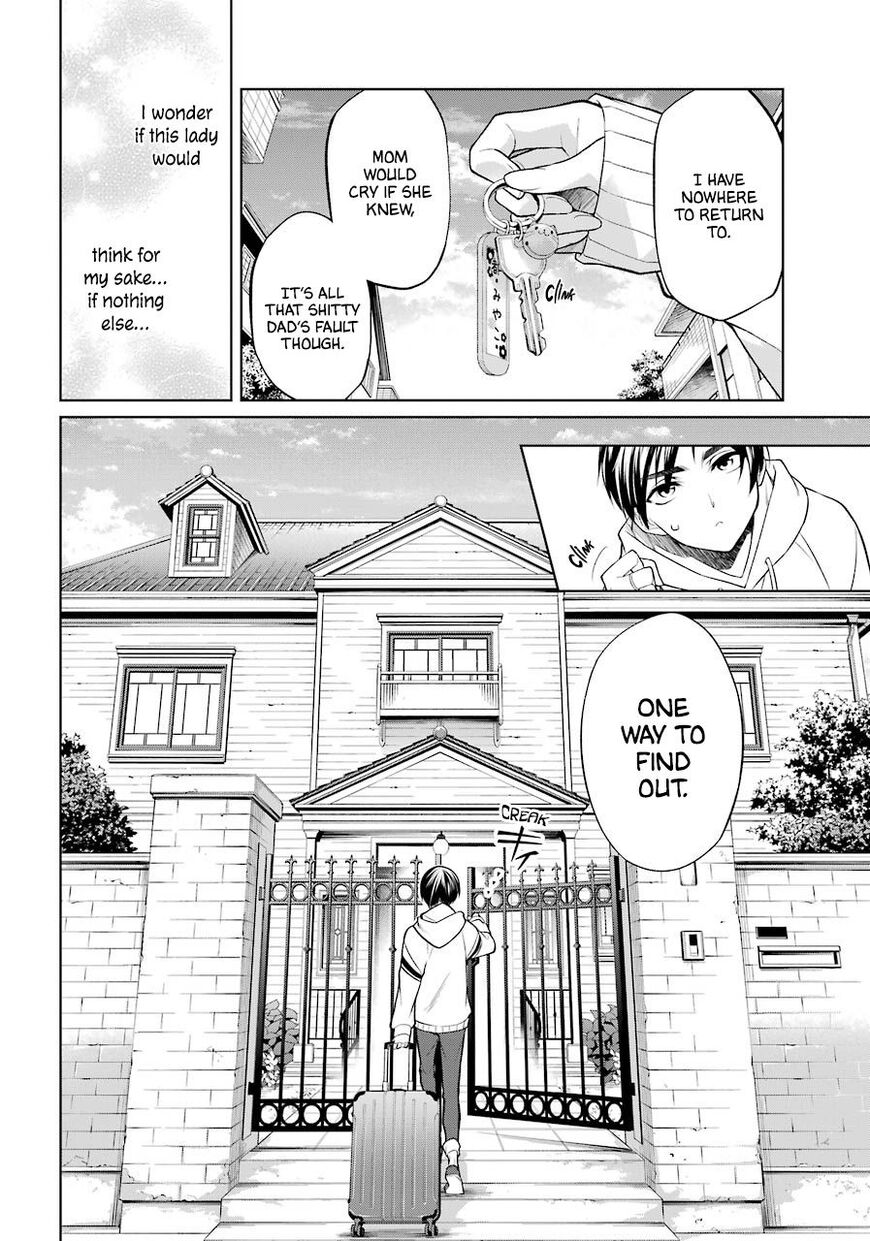 I HAVE
NOWHERE
TO RETURN
TO.
MOM
WOULD
CRY IF SHE
KNEW,
IT'S ALL
THAT SHITTY
DAD'S FAULT
THOUGH.
CLINK
I wonder
if this lady
would
think for
my sake...
if nothing
else...
CLINK
ONE
WAY TO
FIND
OUT.
CREAK
キィ